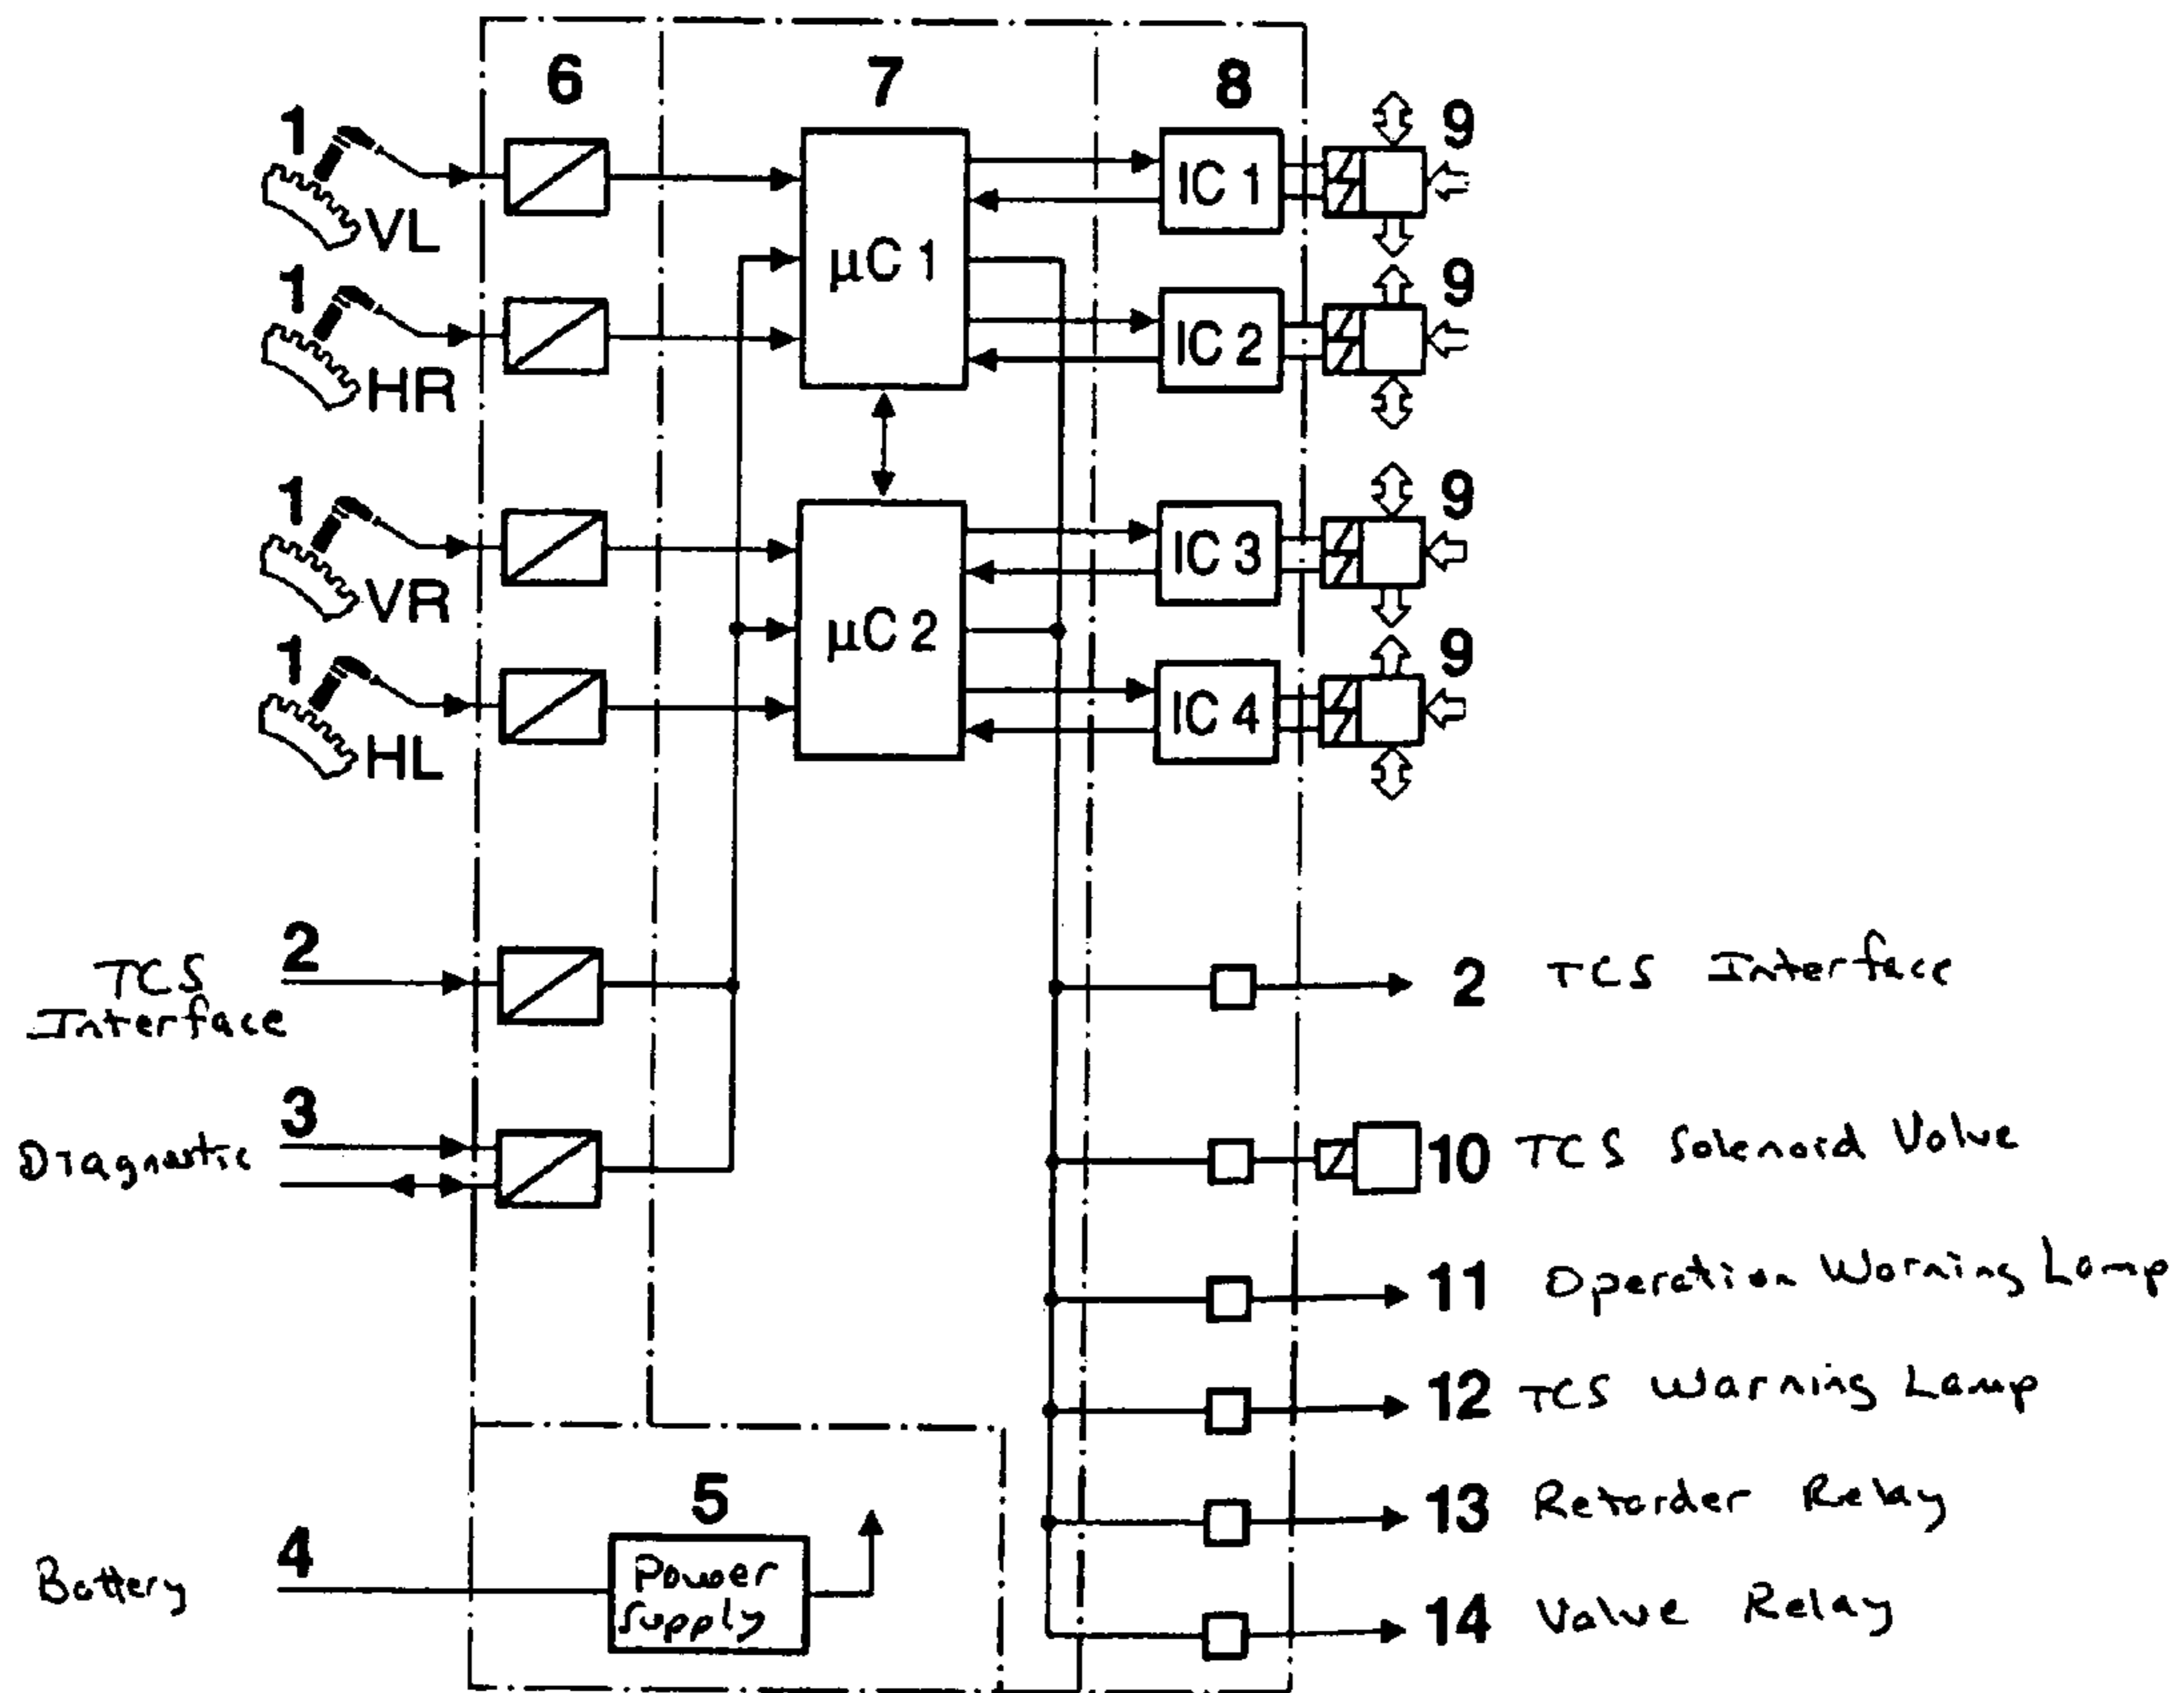 6 7 8
1 VL
µC 1
IC 1
9
1 HR
IC 2
9
1 VR
µC 2
IC 3
9
1 HL
IC 4
9
2
TCS
Interface
2 TCS Interface
3
Diagnostic
10 TCS Solenoid Valve
11 Operation Warning Lamp
12 TCS Warning Lamp
5
13 Retarder Relay
4
Battery
Power
Supply
14 Valve Relay